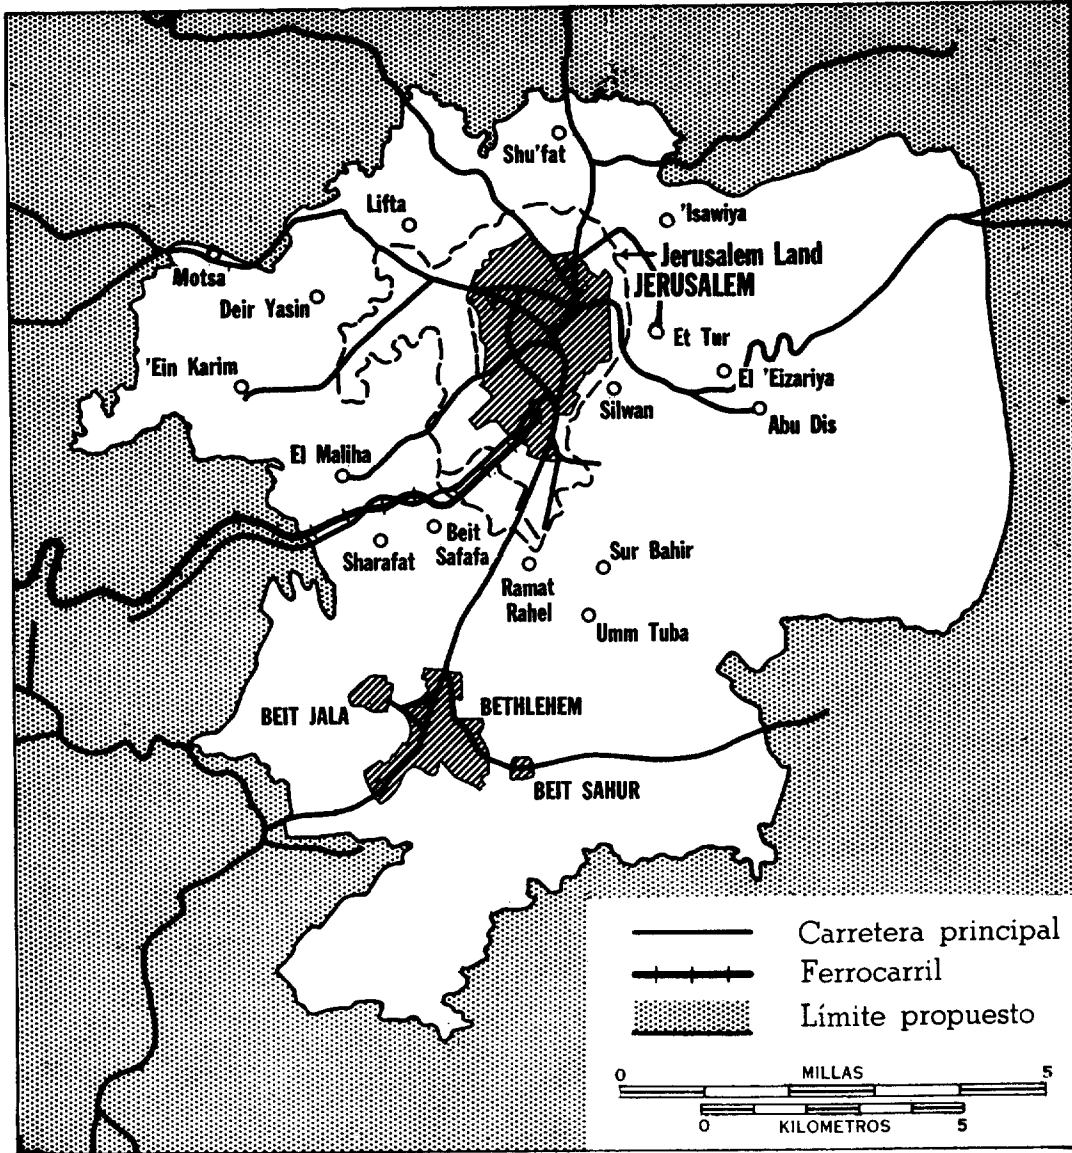 Shu'fat
Lifta
'Isawiya
Jerusalem Land
JERUSALEM
Motsa
Deir Yasin
Et Tur
'Ein Karim
El 'Eizariya
Silwan
Abu Dis
El Maliha
Beit
Safafa
Sharafat
Sur Bahir
Ramat
Rahel
Umm Tuba
BEIT JALA
BETHLEHEM
BEIT SAHUR
Carretera principal
Ferrocarril
Límite propuesto
0 MILLAS 5
0 KILOMETROS 5